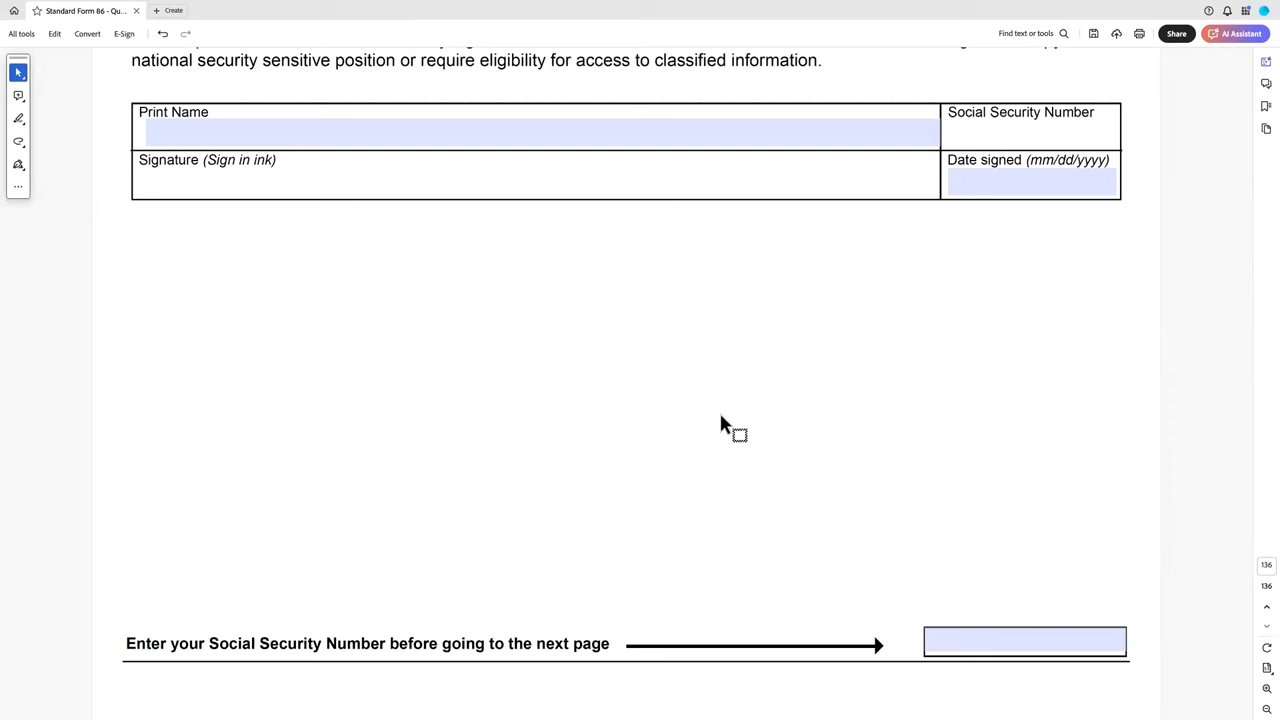 Standard Form 86 - Qu...
Create
All tools
Edit
Convert
E-Sign
Find text or tools
Share
AI Assistant
national security sensitive position or require eligibility for access to classified information.
Print Name
Social Security Number
Signature (Sign in ink)
Date signed (mm/dd/yyyy)
136
136
Enter your Social Security Number before going to the next page